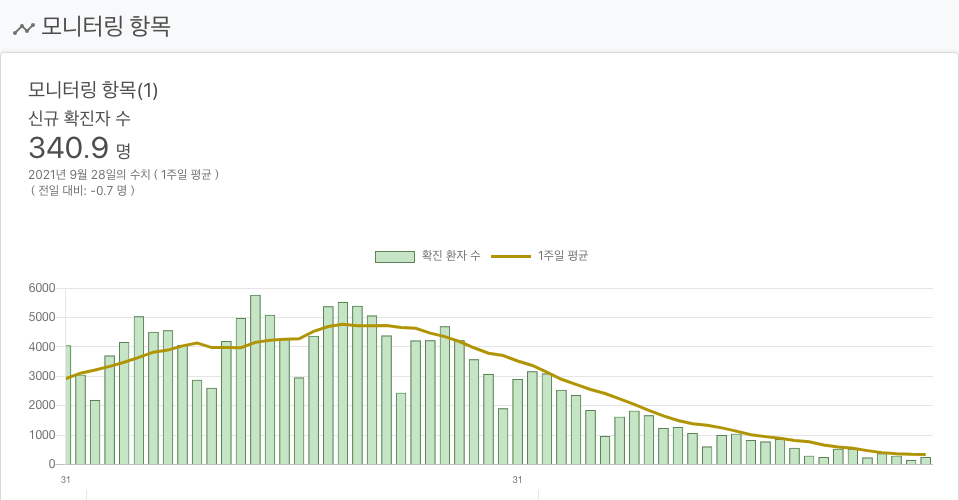 모니터링 항목
모니터링 항목(1)
신규 확진자 수
340.9 명
2021년 9월 28일의 수치 ( 1주일 평균 )
( 전일 대비: -0.7 명 )
확진 환자 수 1주일 평균
6000
5000
4000
3000
2000
1000
0
31 31